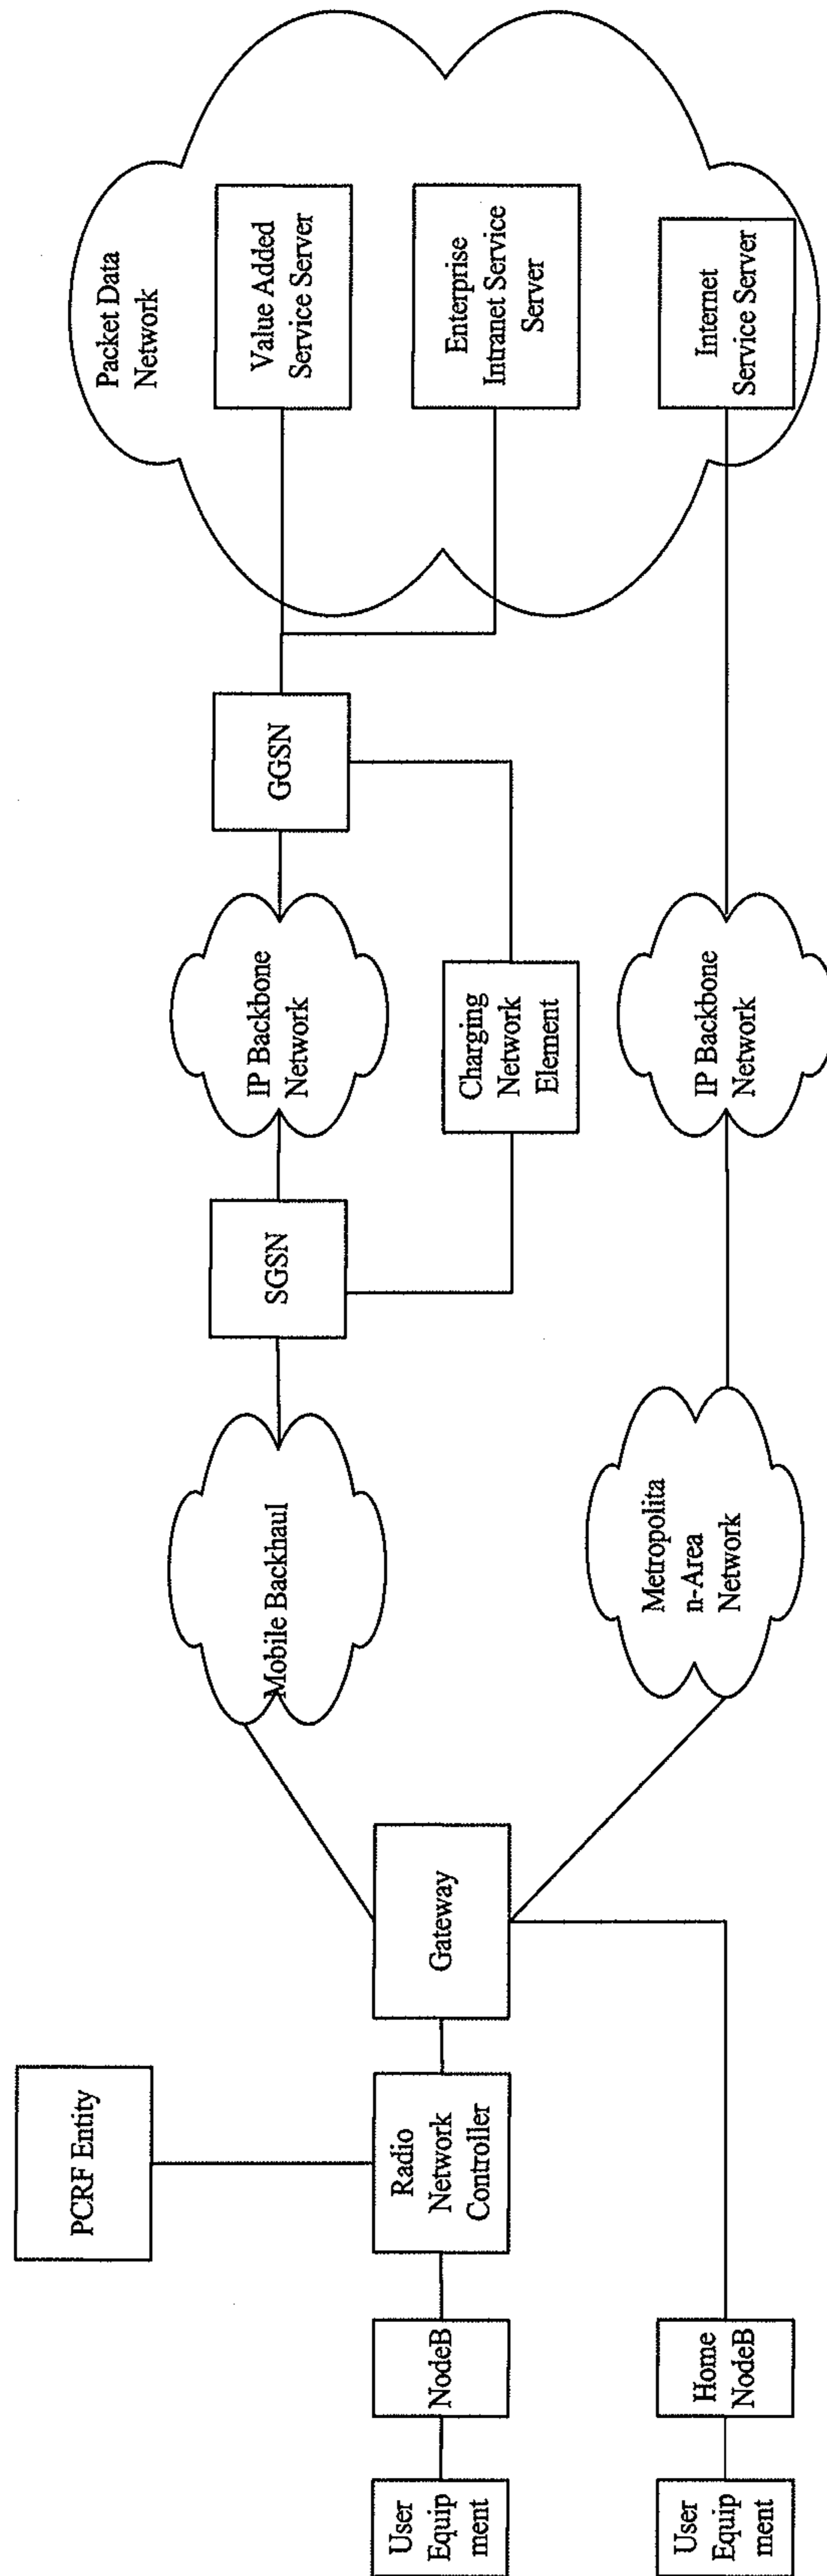 User
Equip
ment
NodeB
Radio
Network
Controller
PCRF Entity
Gateway
User
Equip
ment
Home
NodeB
Mobile Backhaul
SGSN
IP Backbone
Network
GGSN
Charging
Network
Element
Metropolita
n-Area
Network
IP Backbone
Network
Packet Data
Network
Value Added
Service Server
Enterprise
Intranet Service
Server
Internet
Service Server